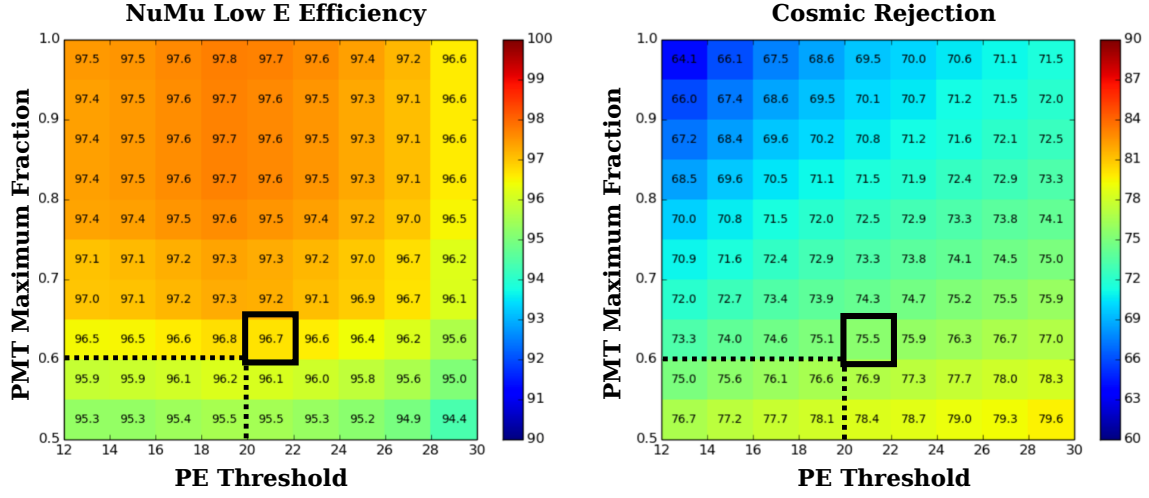 NuMu Low E Efficiency
Cosmic Rejection
PMT Maximum Fraction
1.0
0.9
0.8
0.7
0.6
0.5
97.5 97.5 97.6 97.8 97.7 97.6 97.4 97.2 96.6
97.4 97.5 97.6 97.7 97.6 97.5 97.3 97.1 96.6
97.4 97.5 97.6 97.7 97.6 97.5 97.3 97.1 96.6
97.4 97.5 97.6 97.7 97.6 97.5 97.3 97.1 96.6
97.4 97.4 97.5 97.6 97.5 97.4 97.2 97.0 96.5
97.1 97.1 97.2 97.3 97.2 97.2 97.0 96.7 96.2
97.0 97.1 97.2 97.3 97.2 97.1 96.9 96.7 96.1
96.5 96.5 96.6 96.8 96.7 96.6 96.4 96.2 95.6
95.9 95.9 96.1 96.2 96.1 96.0 95.8 95.6 95.0
95.3 95.3 95.4 95.5 95.5 95.3 95.2 94.9 94.4
12 14 16 18 20 22 24 26 28 30
PE Threshold
100
99
98
97
96
95
94
93
92
91
90
PMT Maximum Fraction
1.0
0.9
0.8
0.7
0.6
0.5
64.1 66.1 67.5 68.6 69.5 70.0 70.6 71.1 71.5
66.0 67.4 68.6 69.5 70.1 70.7 71.2 71.5 72.0
67.2 68.4 69.6 70.2 70.8 71.2 71.6 72.1 72.5
68.5 69.6 70.5 71.1 71.5 71.9 72.4 72.9 73.3
70.0 70.8 71.5 72.0 72.5 72.9 73.3 73.8 74.1
70.9 71.6 72.4 72.9 73.3 73.8 74.1 74.5 75.0
72.0 72.7 73.4 73.9 74.3 74.7 75.2 75.5 75.9
73.3 74.0 74.6 75.1 75.5 75.9 76.3 76.7 77.0
75.0 75.6 76.1 76.6 76.9 77.3 77.7 78.0 78.3
76.7 77.2 77.7 78.1 78.4 78.7 79.0 79.3 79.6
12 14 16 18 20 22 24 26 28 30
PE Threshold
90
87
84
81
78
75
72
69
66
63
60